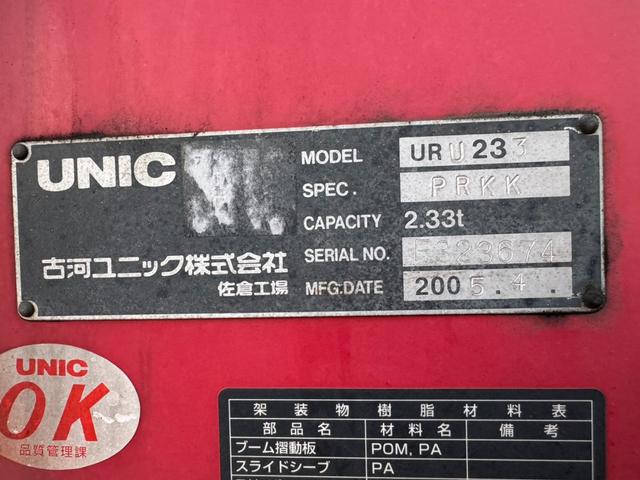 UNIC
MODEL URU233
SPEC. PRKK
CAPACITY 2.33t
SERIAL NO. E323674
MFG.DATE 2005.4.
古河ユニック株式会社
佐倉工場
UNIC
OK
品質管理課
架装物樹脂材料表
部品名 材料名 備考
ブーム摺動板 POM, PA
スライドシーブ PA